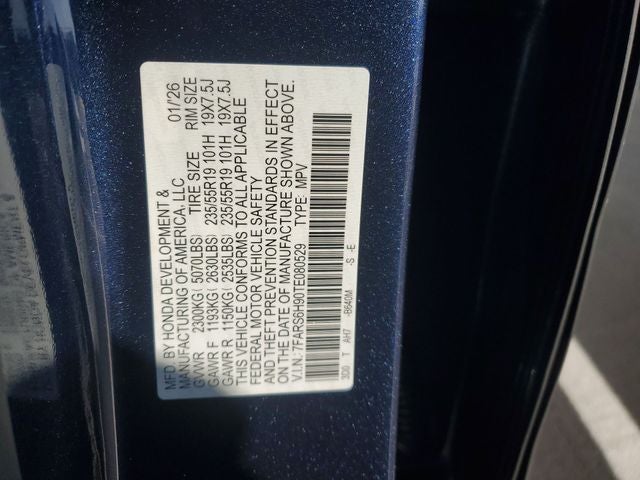 MFD. BY HONDA DEVELOPMENT &
MANUFACTURING OF AMERICA, LLC 01/26
GVWR 2300KG( 5070LBS) TIRE SIZE RIM SIZE
GAWR F 1193KG( 2630LBS) 235/55R19 101H 19X7.5J
GAWR R 1150KG( 2535LBS) 235/55R19 101H 19X7.5J
THIS VEHICLE CONFORMS TO ALL APPLICABLE
FEDERAL MOTOR VEHICLE SAFETY
AND THEFT PREVENTION STANDARDS IN EFFECT
ON THE DATE OF MANUFACTURE SHOWN ABOVE.
V.I.N.: 7FARS6H90TE080529 TYPE: MPV
3D0 T AH7 -B640M -S -E